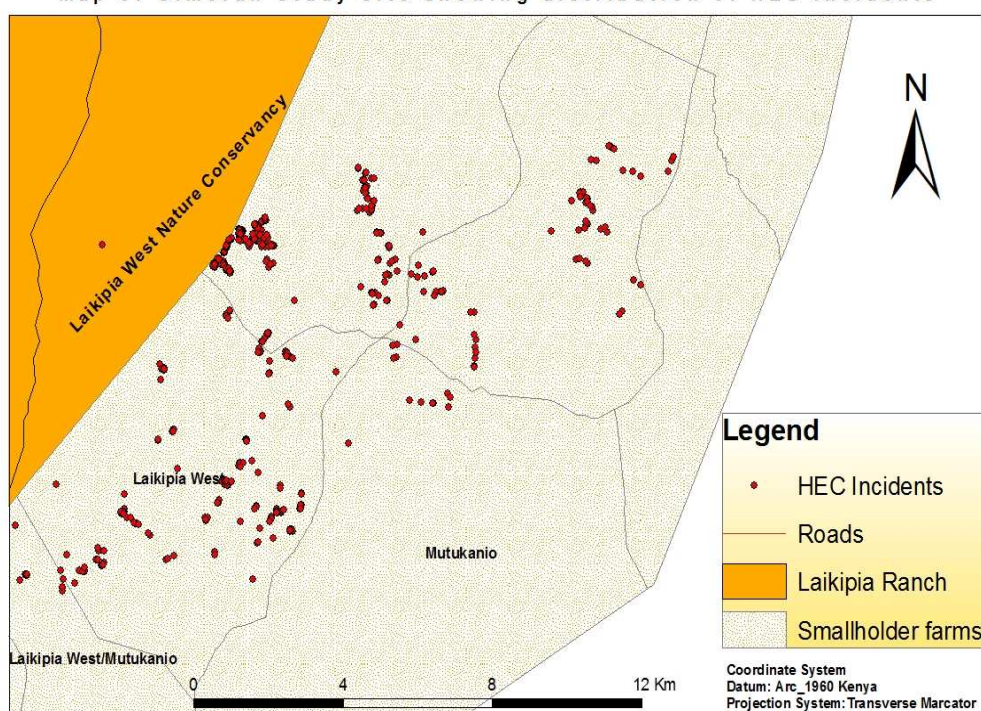 N
Laikipia West Nature Conservancy
Laikipia West
Mutukanio
Laikipia West/Mutukanio
0 4 8 12 Km
Legend
HEC Incidents
Roads
Laikipia Ranch
Smallholder farms
Coordinate System
Datum: Arc_1960 Kenya
Projection System: Transverse Marcator